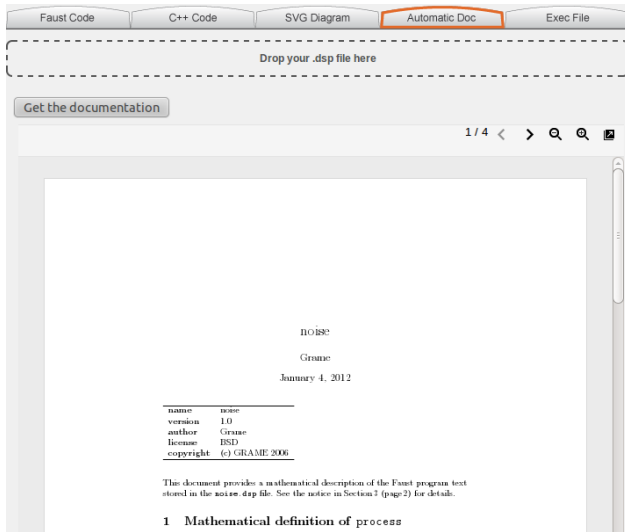 Faust Code C++ Code SVG Diagram Automatic Doc Exec File
Drop your .dsp file here
Get the documentation
1 / 4
noise
Grame
January 4, 2012
name noise
version 1.0
author Grame
license BSD
copyright (c) GRAME 2006
This document provides a mathematical description of the Faust program text
stored in the noise.dsp file. See the notice in Section 3 (page 2) for details.
1 Mathematical definition of process